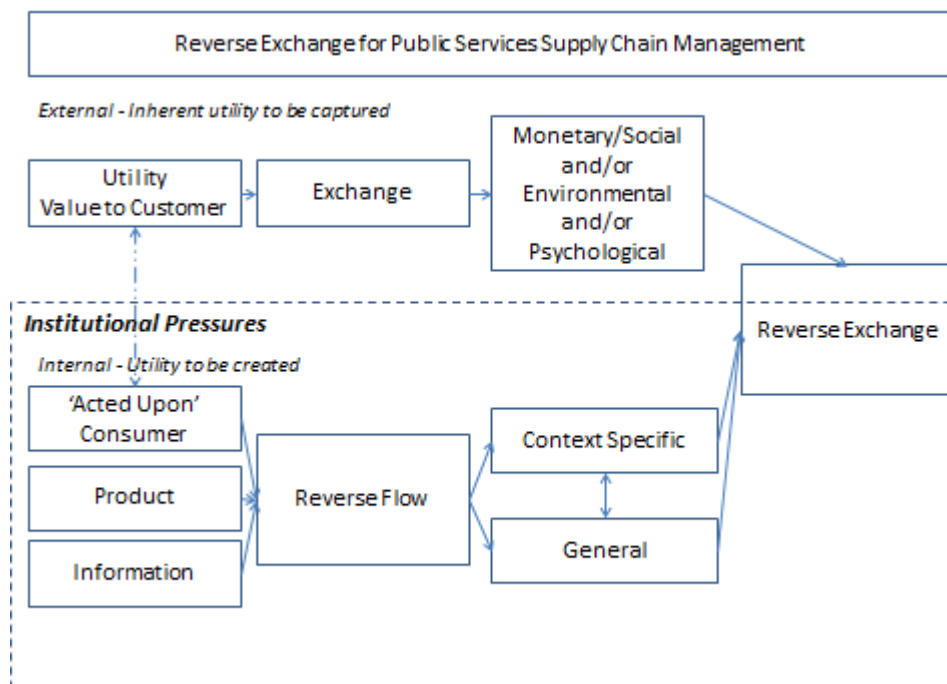 Reverse Exchange for Public Services Supply Chain Management
External - Inherent utility to be captured
Utility
Value to Customer
Exchange
Monetary/Social
and/or
Environmental
and/or
Psychological
Reverse Exchange
Institutional Pressures
Internal - Utility to be created
‘Acted Upon’
Consumer
Product
Information
Reverse Flow
Context Specific
General